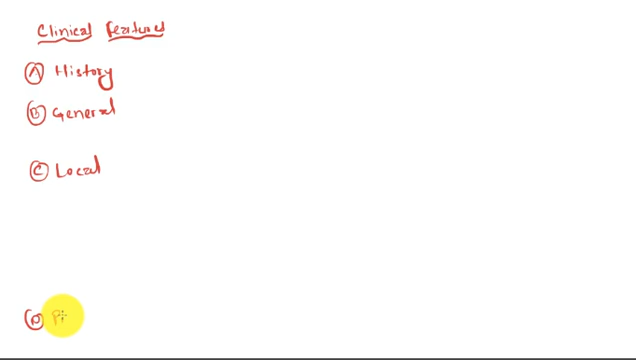 Clinical Features
A History
B General
C Local
D P